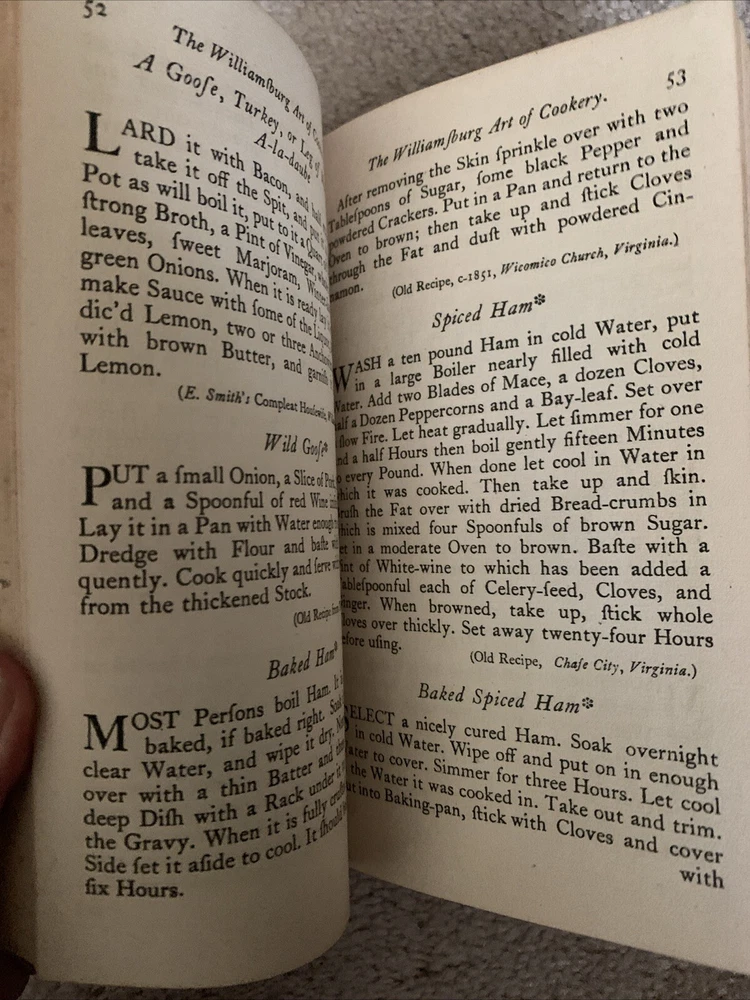 52
The Williamſburg Art of
A Gooſe, Turkey, or Leg of
A-la-daube
LARD it with Bacon, and half
take it off the Spit, and put
Pot as will boil it, put to it a Quart
ſtrong Broth, a Pint of Vinegar,
leaves, ſweet Marjoram, Winter
green Onions. When it is ready
make Sauce with ſome of the
dic'd Lemon, two or three
with brown Butter, and garniſh
Lemon.
(E. Smith's Compleat Houſewife,
Wild Gooſe*
PUT a ſmall Onion, a Slice of Pork
and a Spoonful of red Wine
Lay it in a Pan with Water enough
Dredge with Flour and baſte
quently. Cook quickly and ſerve
from the thickened Stock.
(Old Recipe from
Baked Ham*
MOST Perſons boil Ham. It
baked, if baked right. Soak
clear Water, and wipe it dry.
over with a thin Batter and
deep Diſh with a Rack under it
the Gravy. When it is fully
Side ſet it aſide to cool. It ſhould
ſix Hours.
53
The Williamſburg Art of Cookery.
After removing the Skin ſprinkle over with two
Tableſpoons of Sugar, ſome black Pepper and
powdered Crackers. Put in a Pan and return to the
Oven to brown; then take up and ſtick Cloves
through the Fat and duſt with powdered Cin-
namon.
(Old Recipe, c-1851, Wicomico Church, Virginia.)
Spiced Ham*
WASH a ten pound Ham in cold Water, put
in a large Boiler nearly filled with cold
Water. Add two Blades of Mace, a dozen Cloves,
half a Dozen Peppercorns and a Bay-leaf. Set over
ſlow Fire. Let heat gradually. Let ſimmer for one
and a half Hours then boil gently fifteen Minutes
to every Pound. When done let cool in Water in
which it was cooked. Then take up and ſkin.
Bruſh the Fat over with dried Bread-crumbs in
which is mixed four Spoonfuls of brown Sugar.
Set in a moderate Oven to brown. Baſte with a
Pint of White-wine to which has been added a
Tableſpoonful each of Celery-ſeed, Cloves, and
Ginger. When browned, take up, ſtick whole
Cloves over thickly. Set away twenty-four Hours
before uſing.
(Old Recipe, Chaſe City, Virginia.)
Baked Spiced Ham*
SELECT a nicely cured Ham. Soak overnight
in cold Water. Wipe off and put on in enough
Water to cover. Simmer for three Hours. Let cool
the Water it was cooked in. Take out and trim.
Put into Baking-pan, ſtick with Cloves and cover
with